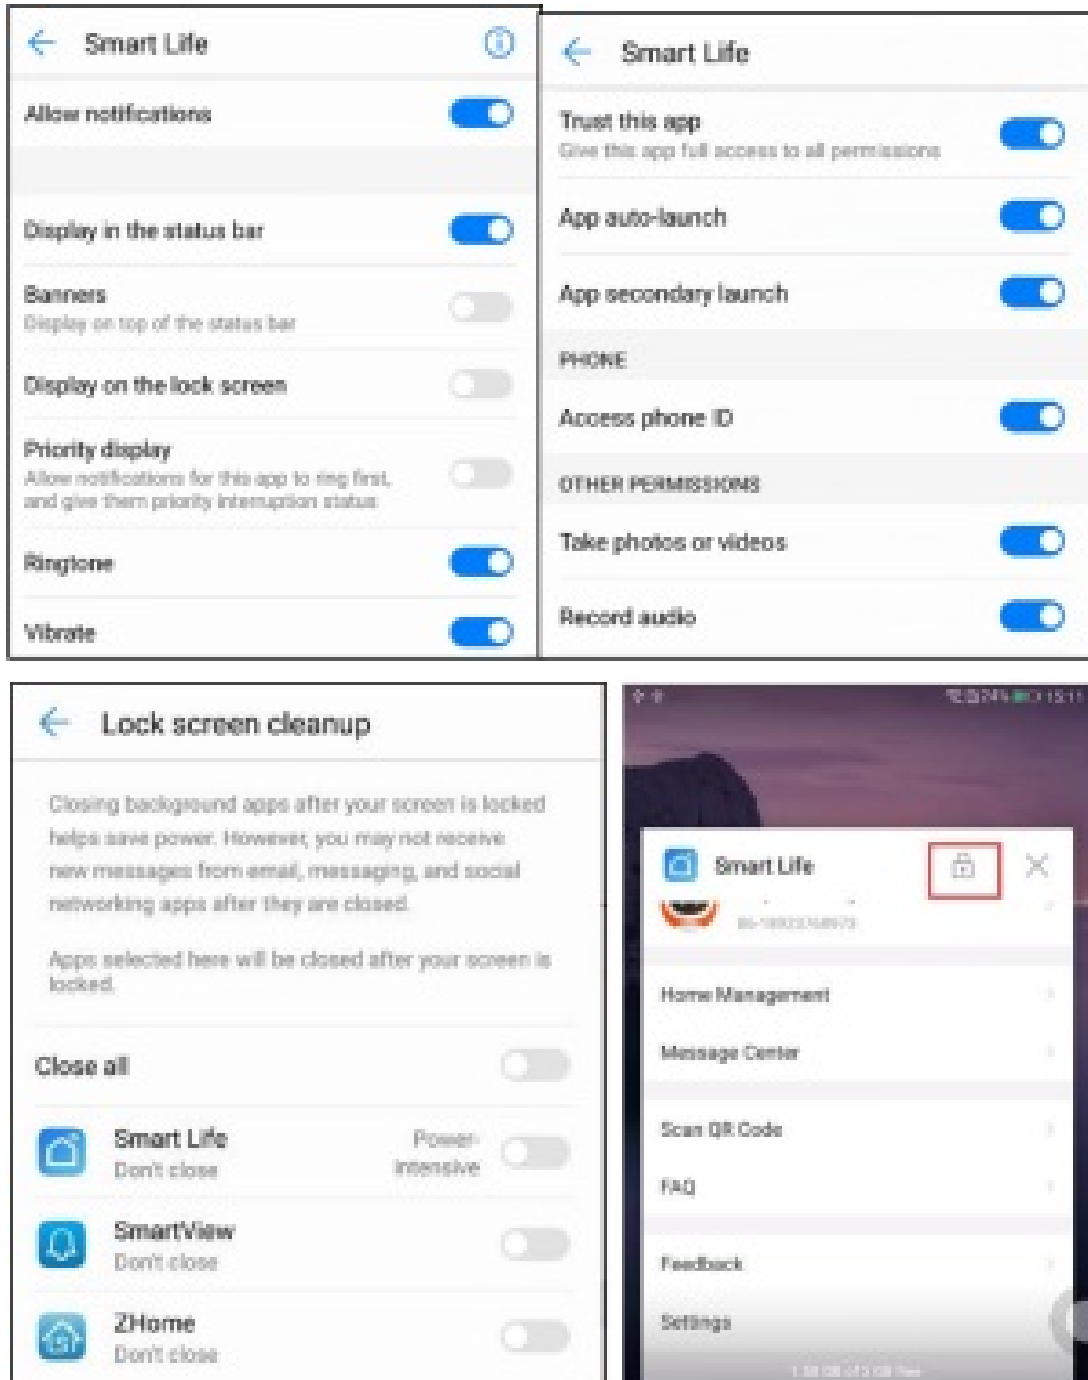 Smart Life
Allow notifications
Display in the status bar
Banners
Display on top of the status bar
Display on the lock screen
Priority display
Allow notifications for this app to ring first,
and give them priority interruption status
Ringtone
Vibrate
Smart Life
Trust this app
Give this app full access to all permissions
App auto-launch
App secondary launch
PHONE
Access phone ID
OTHER PERMISSIONS
Take photos or videos
Record audio
Lock screen cleanup
Closing background apps after your screen is locked
helps save power. However, you may not receive
new messages from email, messaging, and social
networking apps after they are closed.
Apps selected here will be closed after your screen is
locked.
Close all
Smart Life
Don't close
Power-
intensive
SmartView
Don't close
ZHome
Don't close
24% 15:11
Smart Life
Home Management
Message Center
Scan QR Code
FAQ
Feedback
Settings